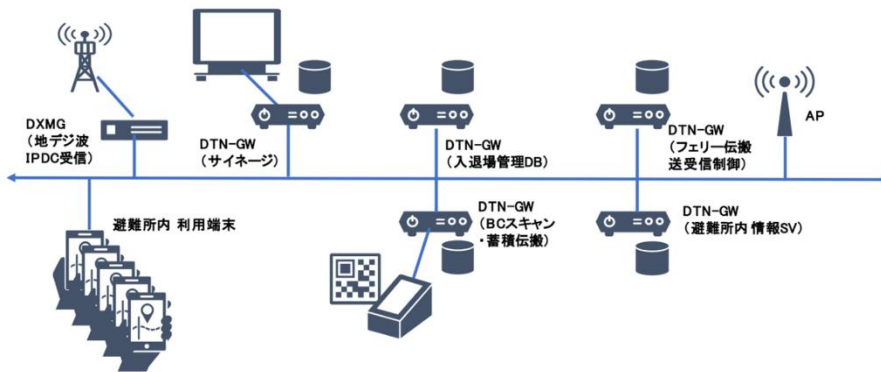 DXMG
（地デジ波
IPDC受信）
DTN-GW
（サイネージ）
DTN-GW
（入退場管理DB）
DTN-GW
（フェリー伝搬
送受信制御）
AP
避難所内 利用端末
DTN-GW
（BCスキャン
・蓄積伝搬）
DTN-GW
（避難所内 情報SV）